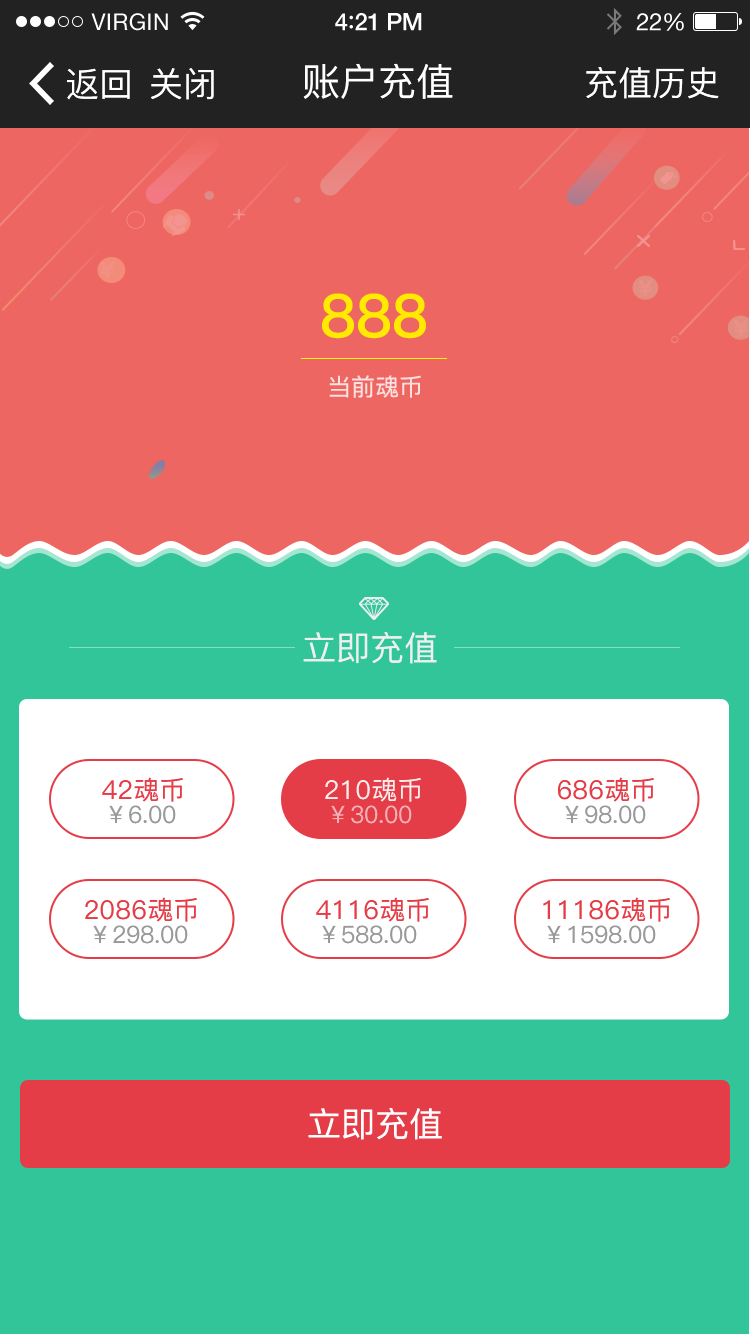 VIRGIN 4:21 PM 22%
返回 关闭 账户充值 充值历史
888
当前魂币
立即充值
42魂币 210魂币 686魂币
¥6.00 ¥30.00 ¥98.00
2086魂币 4116魂币 11186魂币
¥298.00 ¥588.00 ¥1598.00
立即充值